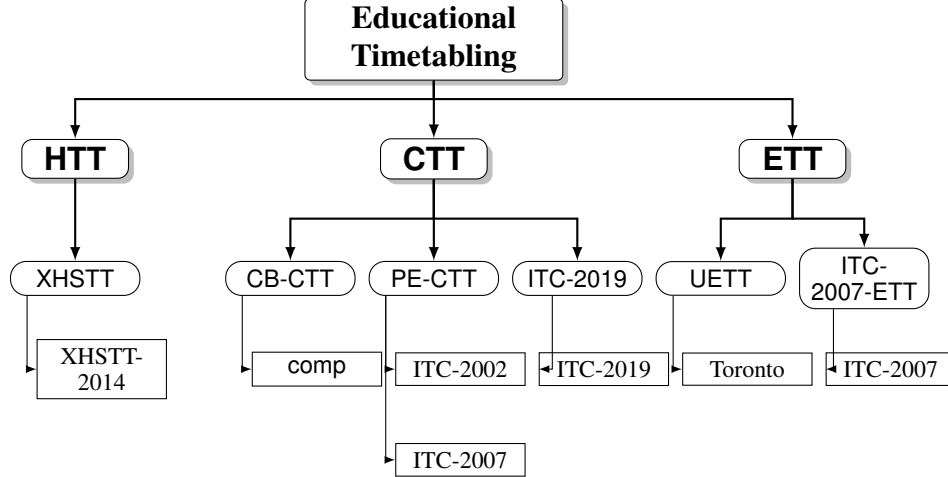 Educational
Timetabling
HTT
CTT
ETT
XHSTT
CB-CTT
PE-CTT
ITC-2019
UETT
ITC-
2007-ETT
XHSTT-
2014
comp
ITC-2002
ITC-2019
Toronto
ITC-2007
ITC-2007